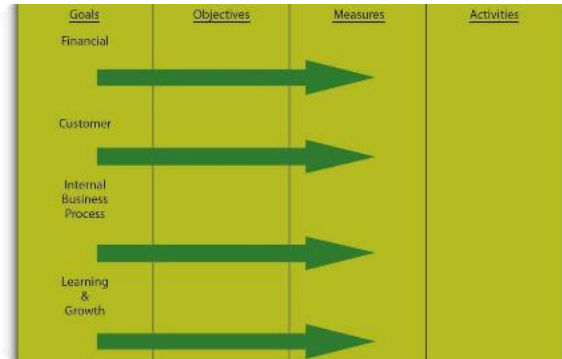 Goals Objectives Measures Activities
Financial
Customer
Internal
Business
Process
Learning
&
Growth